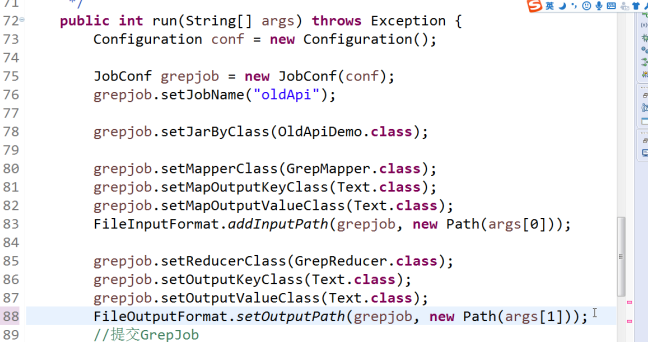 71 */
72 public int run(String[] args) throws Exception {
73 Configuration conf = new Configuration();
74
75 JobConf grepjob = new JobConf(conf);
76 grepjob.setJobName("oldApi");
77
78 grepjob.setJarByClass(OldApiDemo.class);
79
80 grepjob.setMapperClass(GrepMapper.class);
81 grepjob.setMapOutputKeyClass(Text.class);
82 grepjob.setMapOutputValueClass(Text.class);
83 FileInputFormat.addInputPath(grepjob, new Path(args[0]));
84
85 grepjob.setReducerClass(GrepReducer.class);
86 grepjob.setOutputKeyClass(Text.class);
87 grepjob.setOutputValueClass(Text.class);
88 FileOutputFormat.setOutputPath(grepjob, new Path(args[1]));
89 //提交GrepJob
S 英